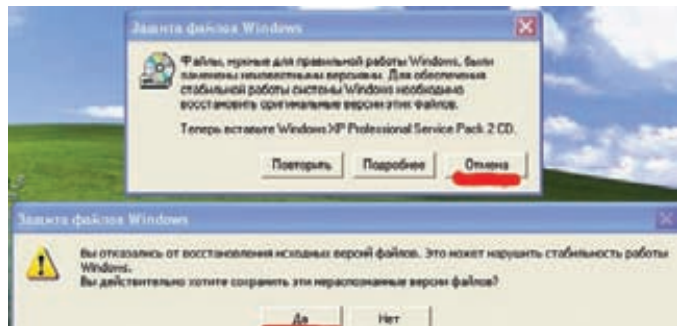 Защита файлов Windows
Файлы, нужные для правильной работы Windows, были
заменены неизвестными версиями. Для обеспечения
стабильной работы системы Windows необходимо
восстановить оригинальные версии этих файлов.
Теперь вставьте Windows XP Professional Service Pack 2 CD.
Повторить Подробнее Отмена
Защита файлов Windows
Вы отказались от восстановления исходных версий файлов. Это может нарушить стабильность работы
Windows.
Вы действительно хотите сохранить эти нераспознанные версии файлов?
Да Нет